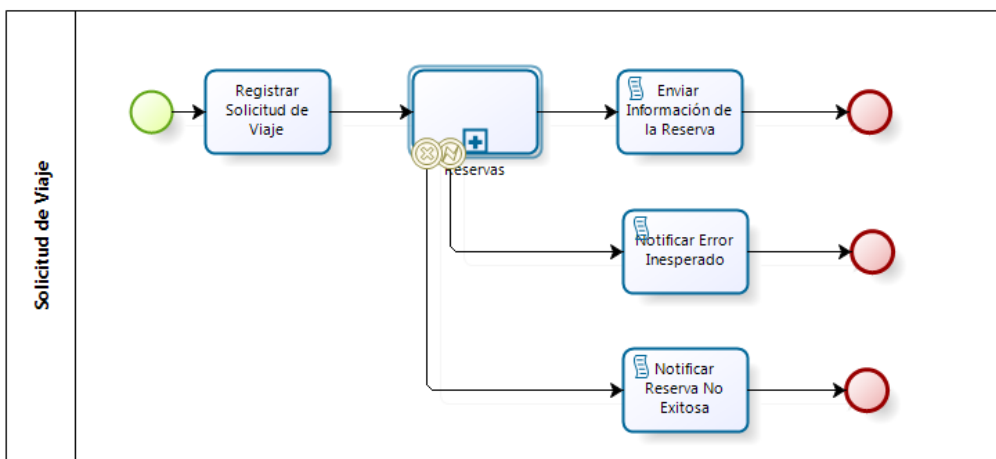 Solicitud de Viaje
Registrar
Solicitud de
Viaje
Reservas
Enviar
Información de
la Reserva
Notificar Error
Inesperado
Notificar
Reserva No
Exitosa